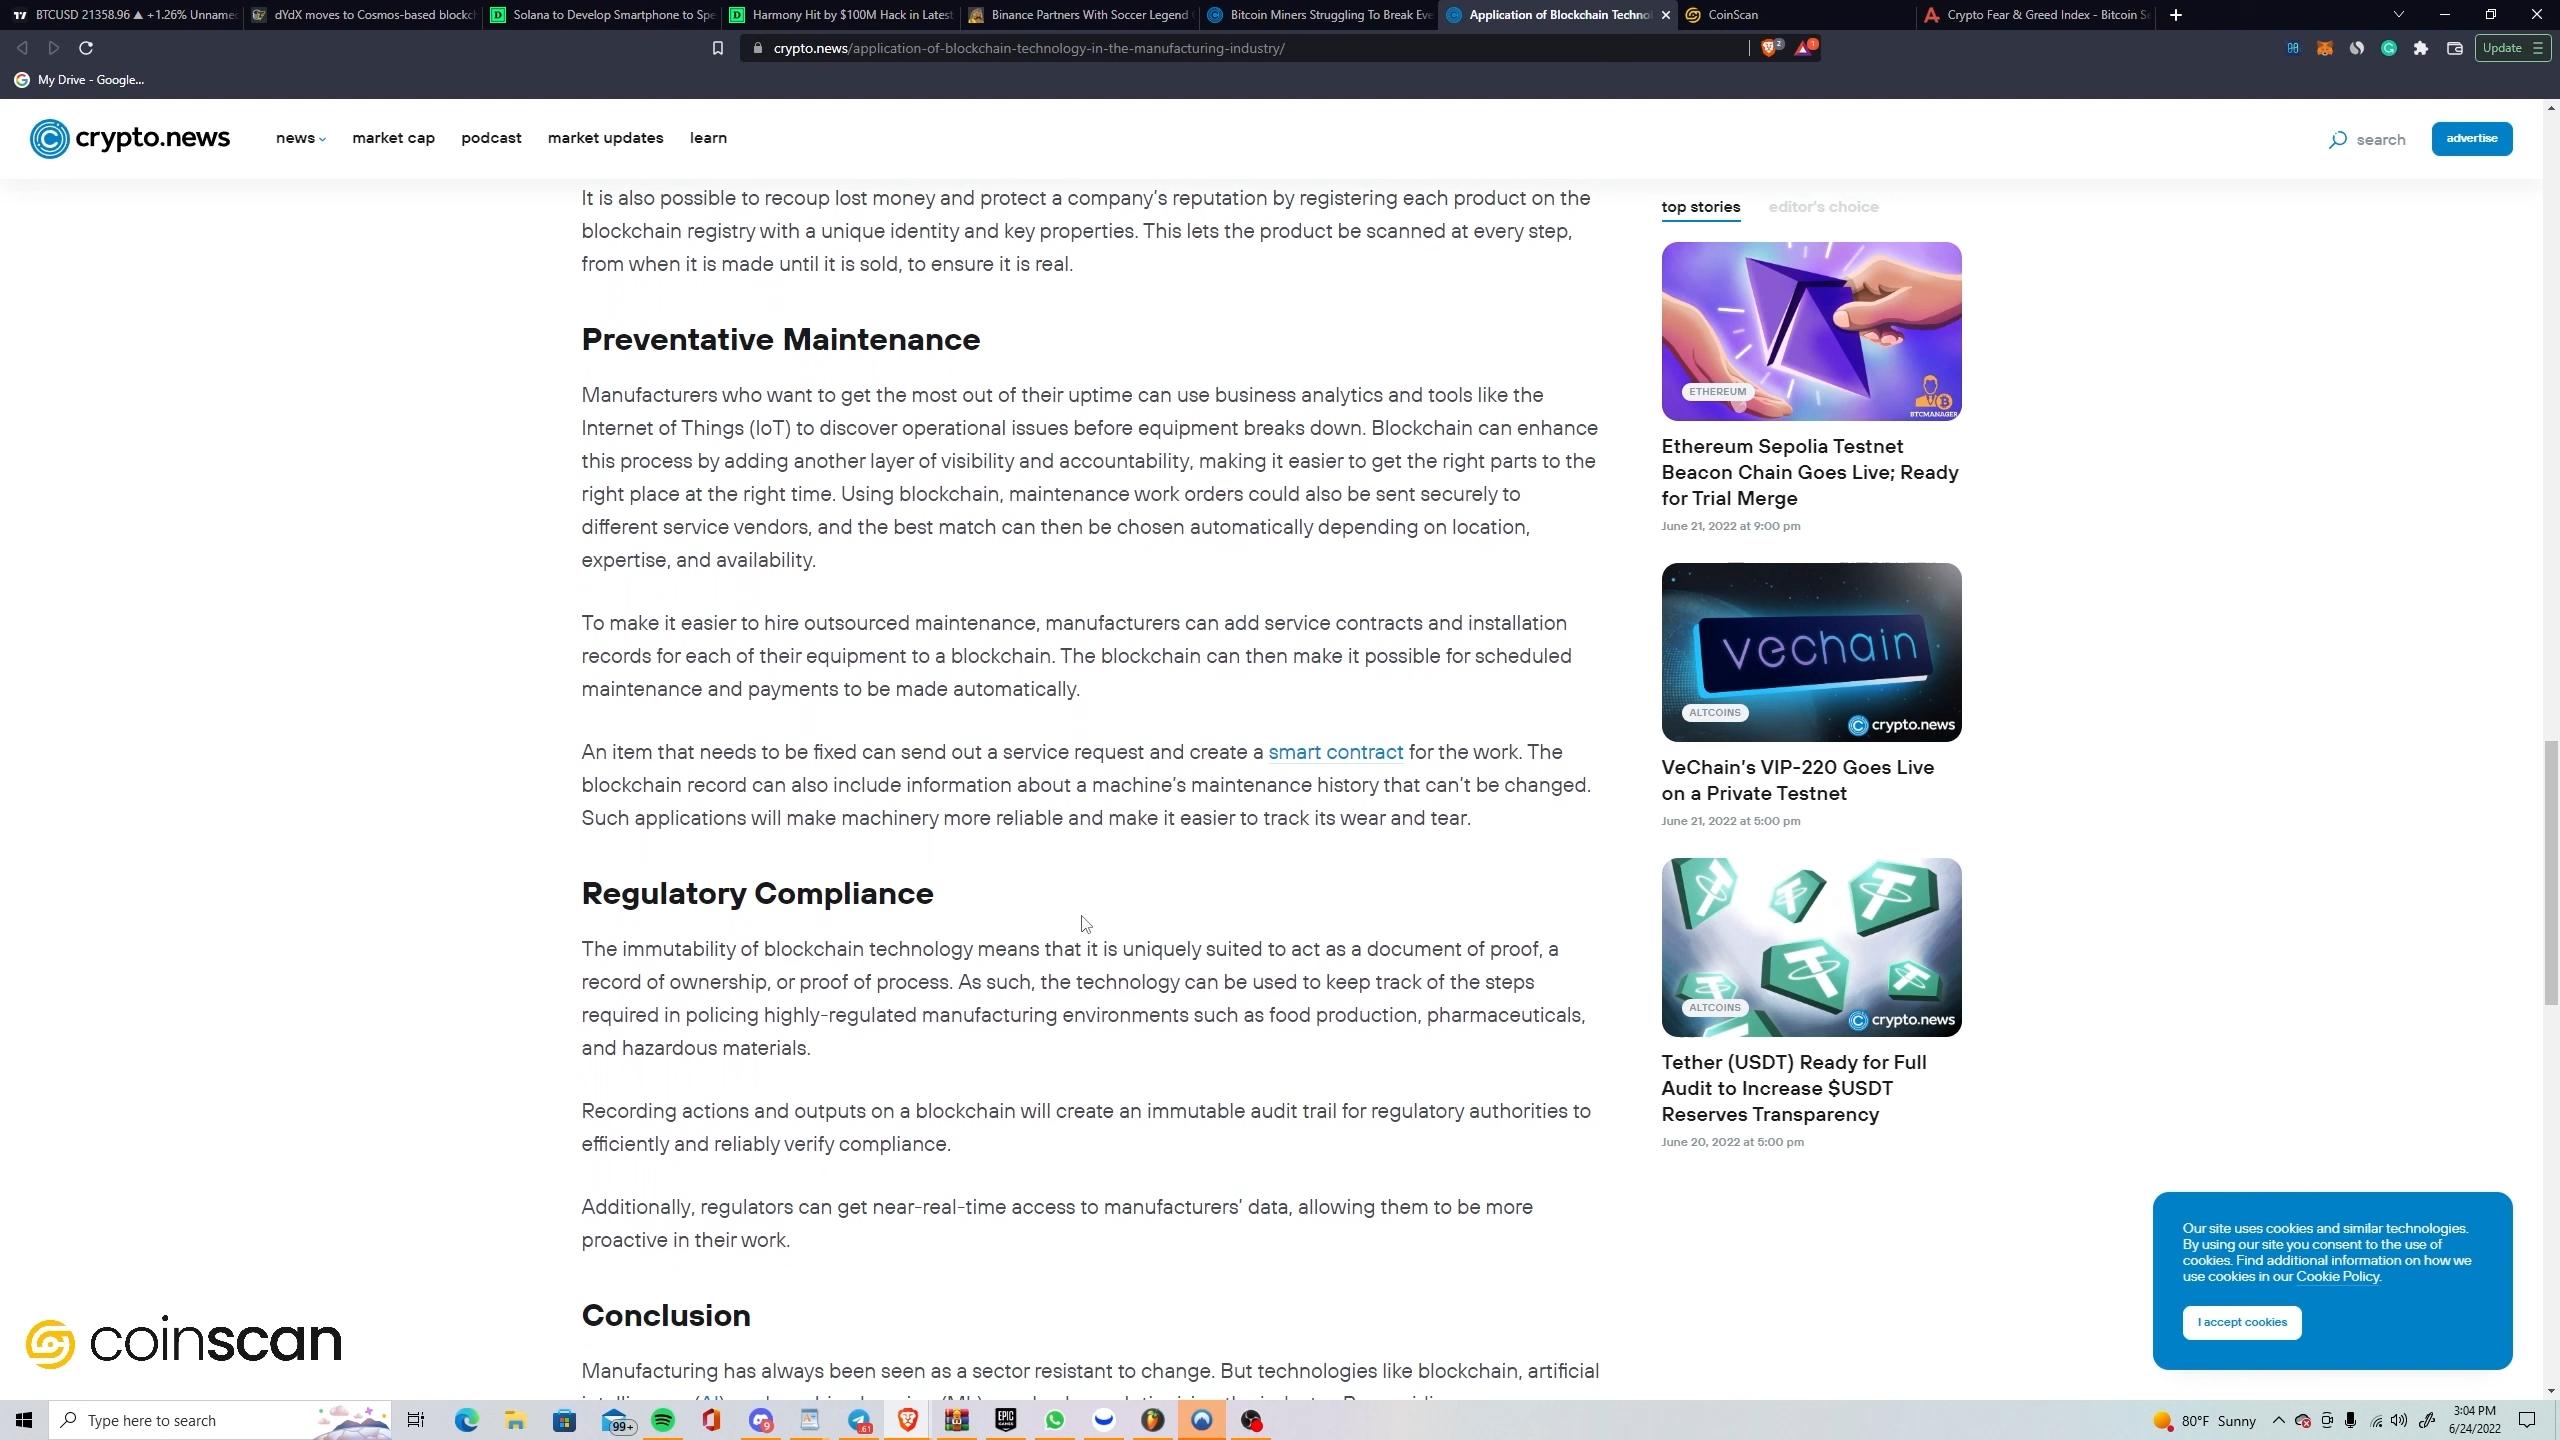 BTCUSD 21358.96 ▲ +1.26% Unname
dYdX moves to Cosmos-based blockc
Solana to Develop Smartphone to Spe
Harmony Hit by $100M Hack in Latest
Binance Partners With Soccer Legend
Bitcoin Miners Struggling To Break Eve
Application of Blockchain Technol
CoinScan
Crypto Fear & Greed Index - Bitcoin Se
crypto.news/application-of-blockchain-technology-in-the-manufacturing-industry/
2
1
Update
My Drive - Google...
crypto.news
news
market cap
podcast
market updates
learn
search
advertise
It is also possible to recoup lost money and protect a company’s reputation by registering each product on the
blockchain registry with a unique identity and key properties. This lets the product be scanned at every step,
from when it is made until it is sold, to ensure it is real.
Preventative Maintenance
Manufacturers who want to get the most out of their uptime can use business analytics and tools like the
Internet of Things (IoT) to discover operational issues before equipment breaks down. Blockchain can enhance
this process by adding another layer of visibility and accountability, making it easier to get the right parts to the
right place at the right time. Using blockchain, maintenance work orders could also be sent securely to
different service vendors, and the best match can then be chosen automatically depending on location,
expertise, and availability.
To make it easier to hire outsourced maintenance, manufacturers can add service contracts and installation
records for each of their equipment to a blockchain. The blockchain can then make it possible for scheduled
maintenance and payments to be made automatically.
An item that needs to be fixed can send out a service request and create a smart contract for the work. The
blockchain record can also include information about a machine’s maintenance history that can’t be changed.
Such applications will make machinery more reliable and make it easier to track its wear and tear.
Regulatory Compliance
The immutability of blockchain technology means that it is uniquely suited to act as a document of proof, a
record of ownership, or proof of process. As such, the technology can be used to keep track of the steps
required in policing highly-regulated manufacturing environments such as food production, pharmaceuticals,
and hazardous materials.
Recording actions and outputs on a blockchain will create an immutable audit trail for regulatory authorities to
efficiently and reliably verify compliance.
Additionally, regulators can get near-real-time access to manufacturers’ data, allowing them to be more
proactive in their work.
Conclusion
Manufacturing has always been seen as a sector resistant to change. But technologies like blockchain, artificial
top stories
editor's choice
ETHEREUM
BTCMANAGER
Ethereum Sepolia Testnet
Beacon Chain Goes Live; Ready
for Trial Merge
June 21, 2022 at 9:00 pm
vechain
ALTCOINS
crypto.news
VeChain’s VIP-220 Goes Live
on a Private Testnet
June 21, 2022 at 5:00 pm
ALTCOINS
crypto.news
Tether (USDT) Ready for Full
Audit to Increase $USDT
Reserves Transparency
June 20, 2022 at 5:00 pm
Our site uses cookies and similar technologies.
By using our site you consent to the use of
cookies. Find additional information on how we
use cookies in our Cookie Policy.
I accept cookies
coinscan
Type here to search
99+
9
61
EPIC
GAMES
80°F Sunny
3:04 PM
6/24/2022